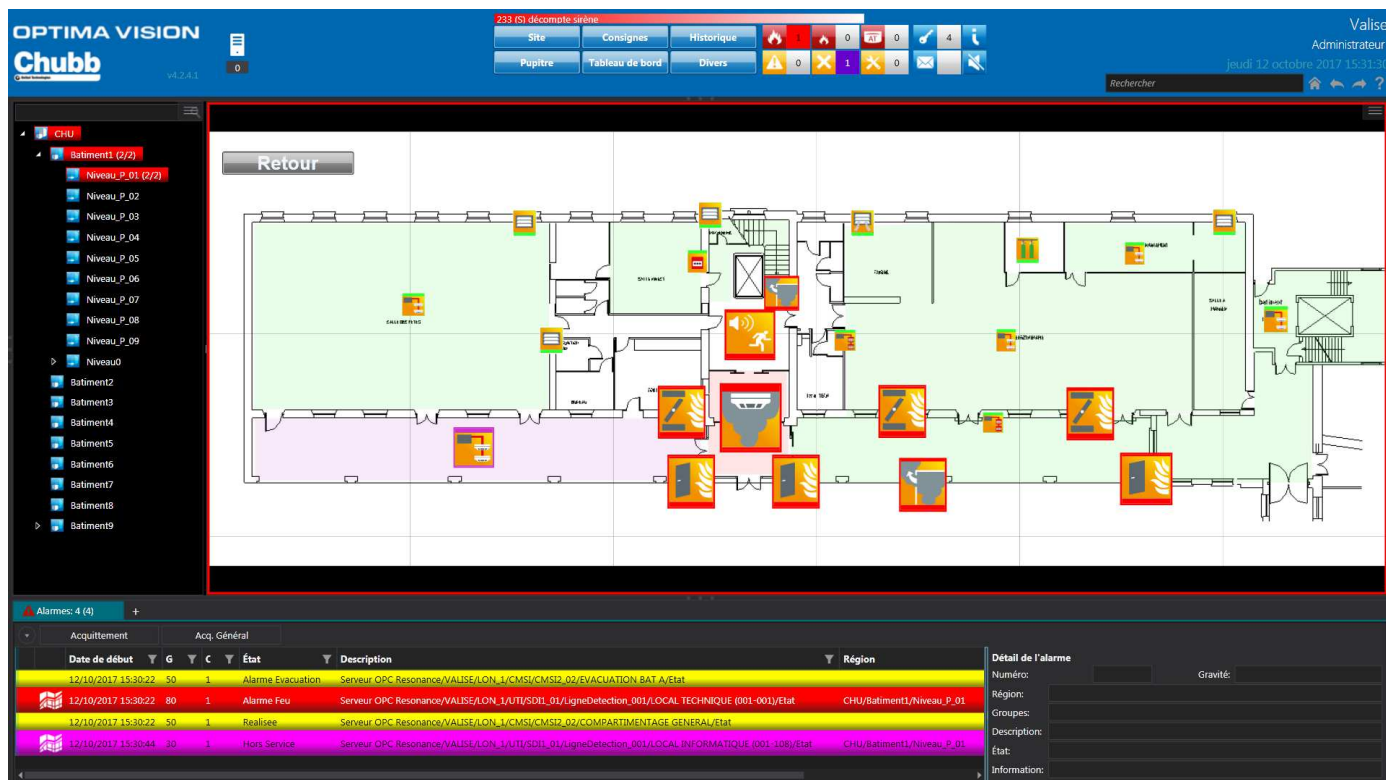 OPTIMA VISION
Chubb
v4.2.4.1
0
233 (S) décompte sirène
Site Consignes Historique 1 0 AT 0 4
Pupitre Tableau de bord Divers 0 1 0
Valise
Administrateur
jeudi 12 octobre 2017 15:31:30
Rechercher
?
CHU
Batiment1 (2/2)
Niveau_P_01 (2/2)
Niveau_P_02
Niveau_P_03
Niveau_P_04
Niveau_P_05
Niveau_P_06
Niveau_P_07
Niveau_P_08
Niveau_P_09
Niveau0
Batiment2
Batiment3
Batiment4
Batiment5
Batiment6
Batiment7
Batiment8
Batiment9
Retour
Alarmes: 4 (4) +
Acquittement Acq. Général
Date de début G C État Description Région
12/10/2017 15:30:22 50 1 Alarme Evacuation Serveur OPC Resonance/VALISE/LON_1/CMSI/CMSI2_02/EVACUATION BAT A/Etat
12/10/2017 15:30:22 80 1 Alarme Feu Serveur OPC Resonance/VALISE/LON_1/UTI/SDI1_01/LigneDetection_001/LOCAL TECHNIQUE (001-001)/Etat CHU/Batiment1/Niveau_P_01
12/10/2017 15:30:22 50 1 Realisee Serveur OPC Resonance/VALISE/LON_1/CMSI/CMSI2_02/COMPARTIMENTAGE GENERAL/Etat
12/10/2017 15:30:44 30 1 Hors Service Serveur OPC Resonance/VALISE/LON_1/UTI/SDI1_01/LigneDetection_001/LOCAL INFORMATIQUE (001-108)/Etat CHU/Batiment1/Niveau_P_01
Détail de l'alarme
Numéro: Gravité:
Région:
Groupes:
Description:
État:
Information: